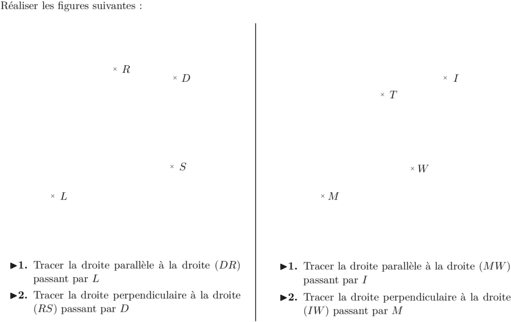 Réaliser les figures suivantes :
× R
× D
× S
× L
▶1. Tracer la droite parallèle à la droite (DR)
passant par L
▶2. Tracer la droite perpendiculaire à la droite
(RS) passant par D
× I
× T
× W
× M
▶1. Tracer la droite parallèle à la droite (MW)
passant par I
▶2. Tracer la droite perpendiculaire à la droite
(IW) passant par M